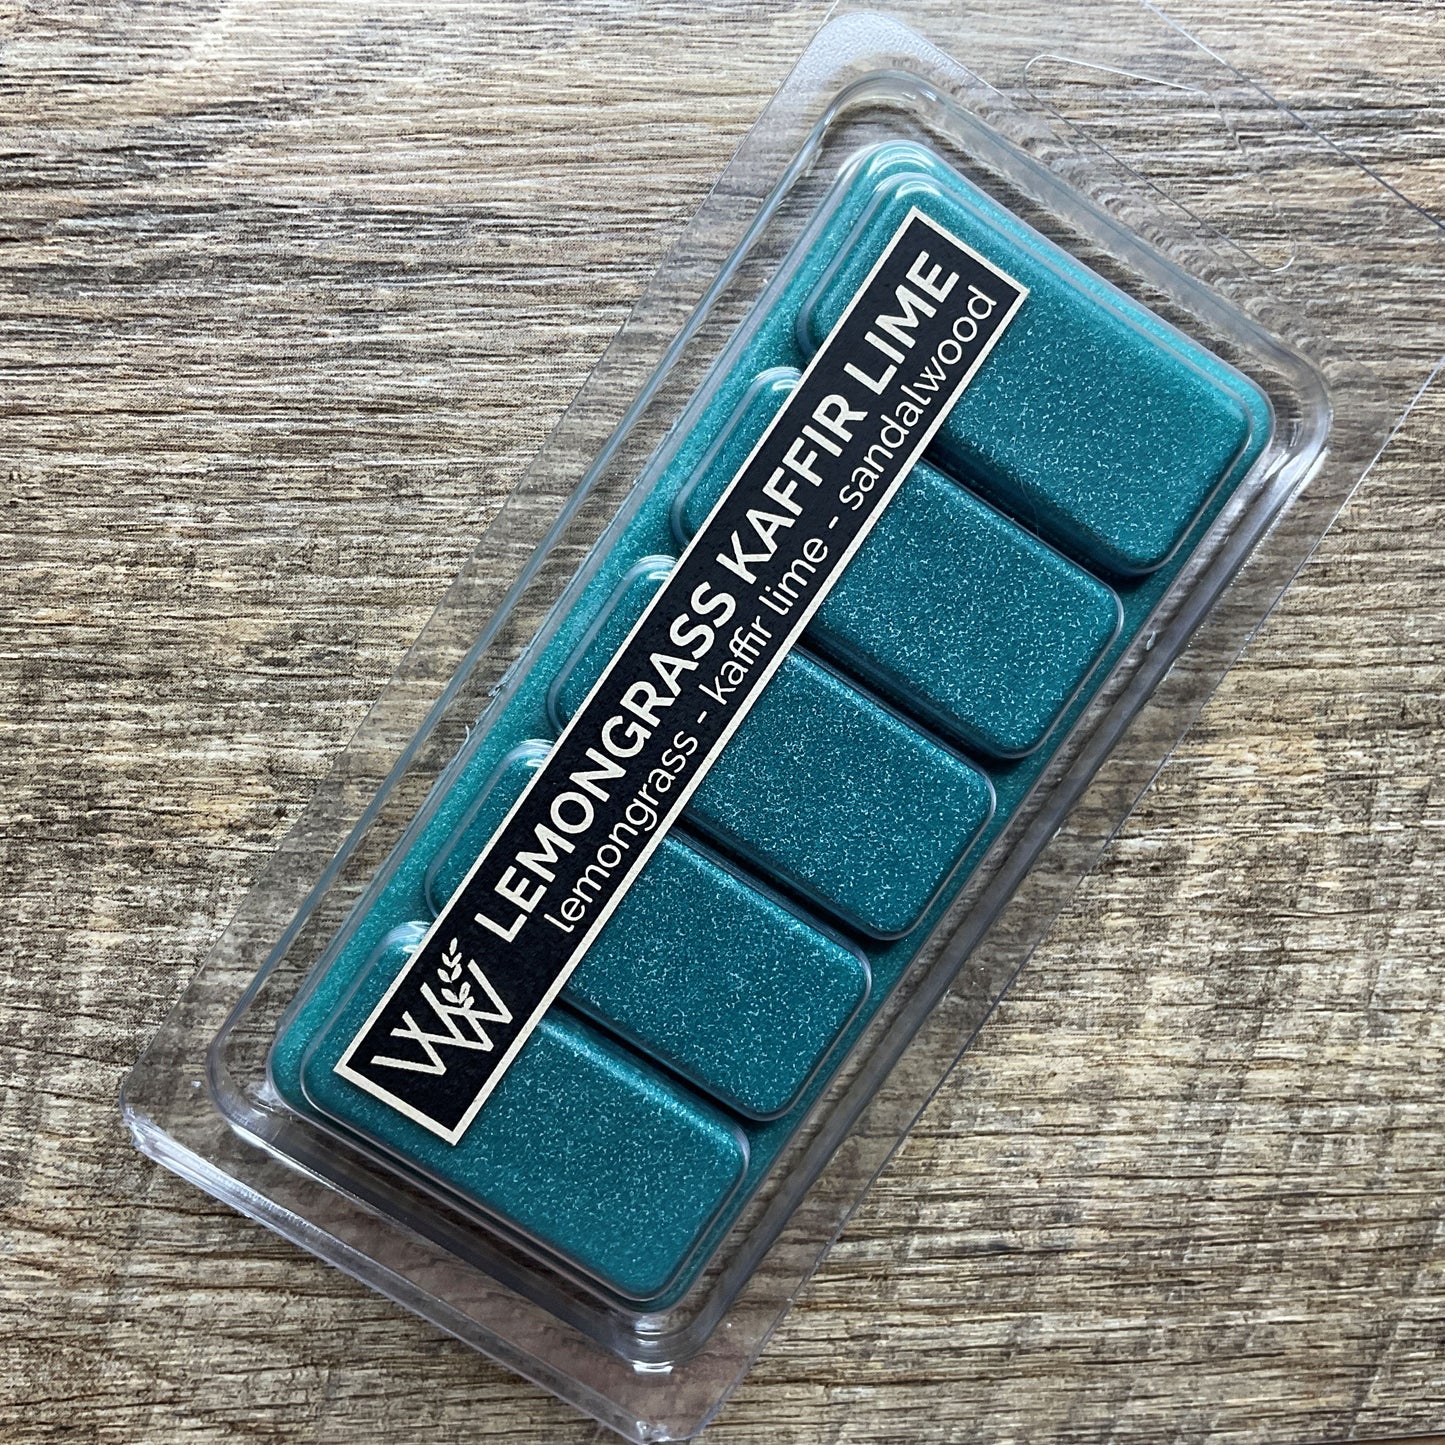 W LEMONGRASS KAFFIR LIME
lemongrass - kaffir lime - sandalwood